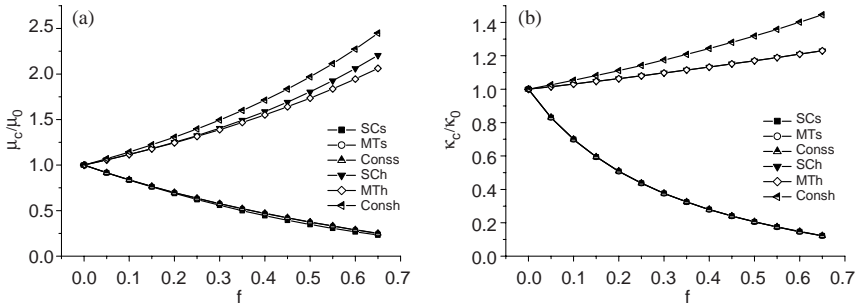 (a)
μc/μ0
2.5
2.0
1.5
1.0
0.5
0.0
0.0 0.1 0.2 0.3 0.4 0.5 0.6 0.7
f
SCs
MTs
Conss
SCh
MTh
Consh
(b)
κc/κ0
1.4
1.2
1.0
0.8
0.6
0.4
0.2
0.0
0.0 0.1 0.2 0.3 0.4 0.5 0.6 0.7 0.8
f
SCs
MTs
Conss
SCh
MTh
Consh